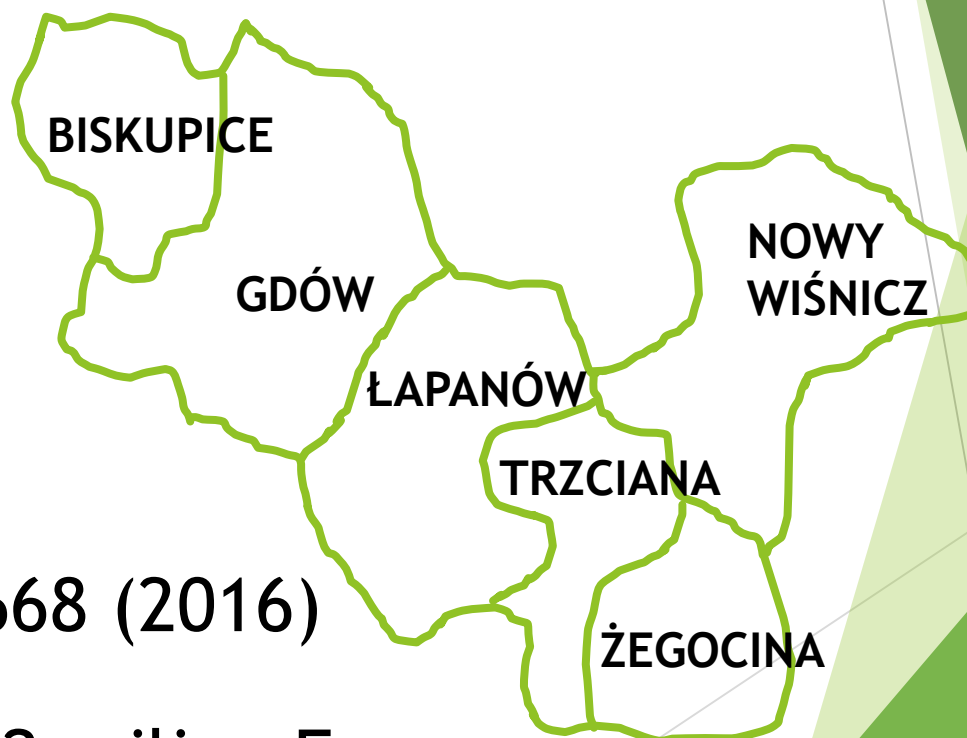 BISKUPICE
NOWY
WIŚNICZ
GDÓW
ŁAPANÓW
TRZCIANA
68 (2016)
ŻEGOCINA